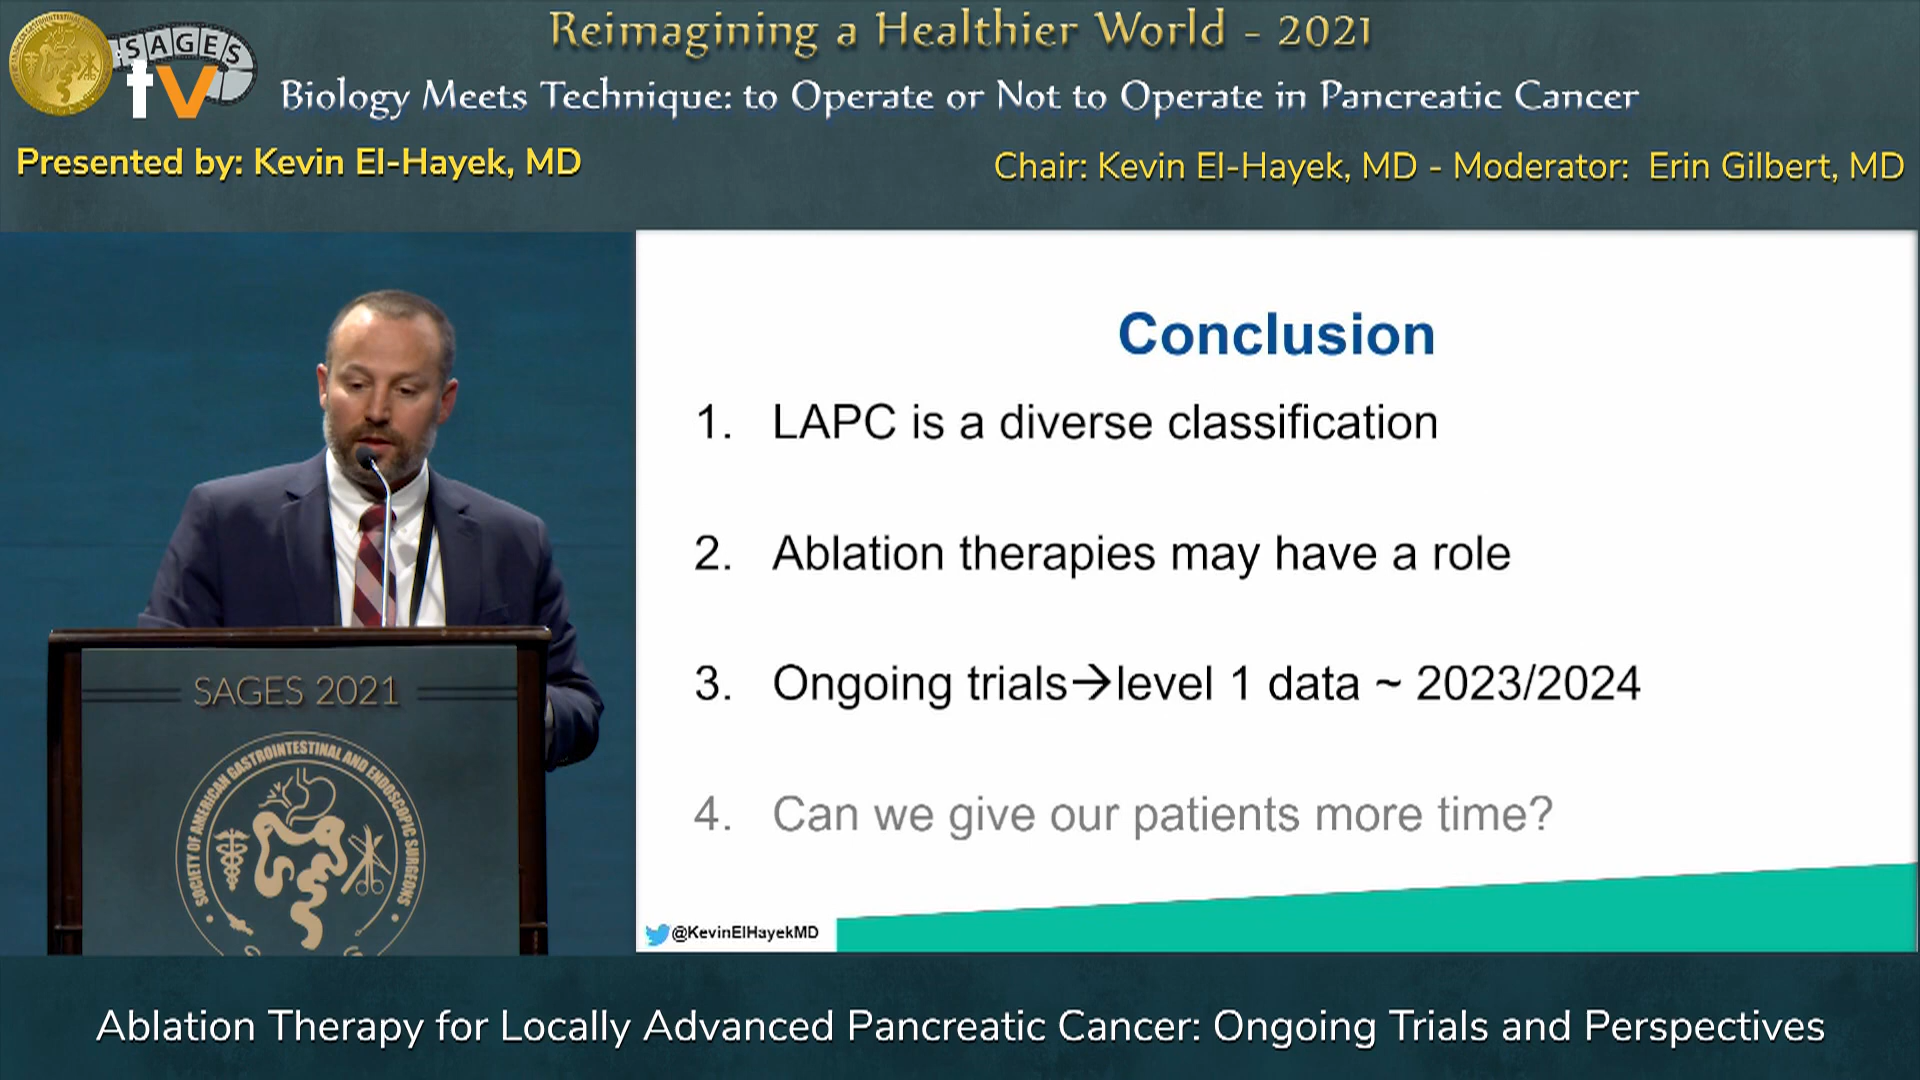 Reimagining a Healthier World - 2021
SAGES
tv
Biology Meets Technique: to Operate or Not to Operate in Pancreatic Cancer
Presented by: Kevin El-Hayek, MD
Chair: Kevin El-Hayek, MD - Moderator: Erin Gilbert, MD
Conclusion
1. LAPC is a diverse classification
2. Ablation therapies may have a role
3. Ongoing trials→level 1 data ~ 2023/2024
4. Can we give our patients more time?
@KevinElHayekMD
SAGES 2021
SOCIETY OF AMERICAN GASTROINTESTINAL AND ENDOSCOPIC SURGEONS
Ablation Therapy for Locally Advanced Pancreatic Cancer: Ongoing Trials and Perspectives